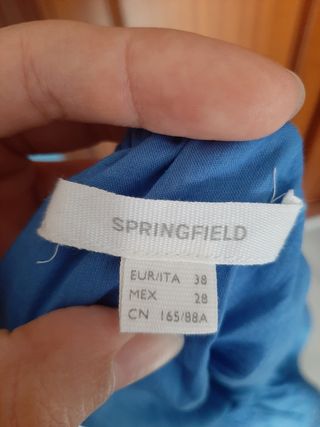 SPRINGFIELD
EUR/ITA 38
MEX 28
CN 165/88A